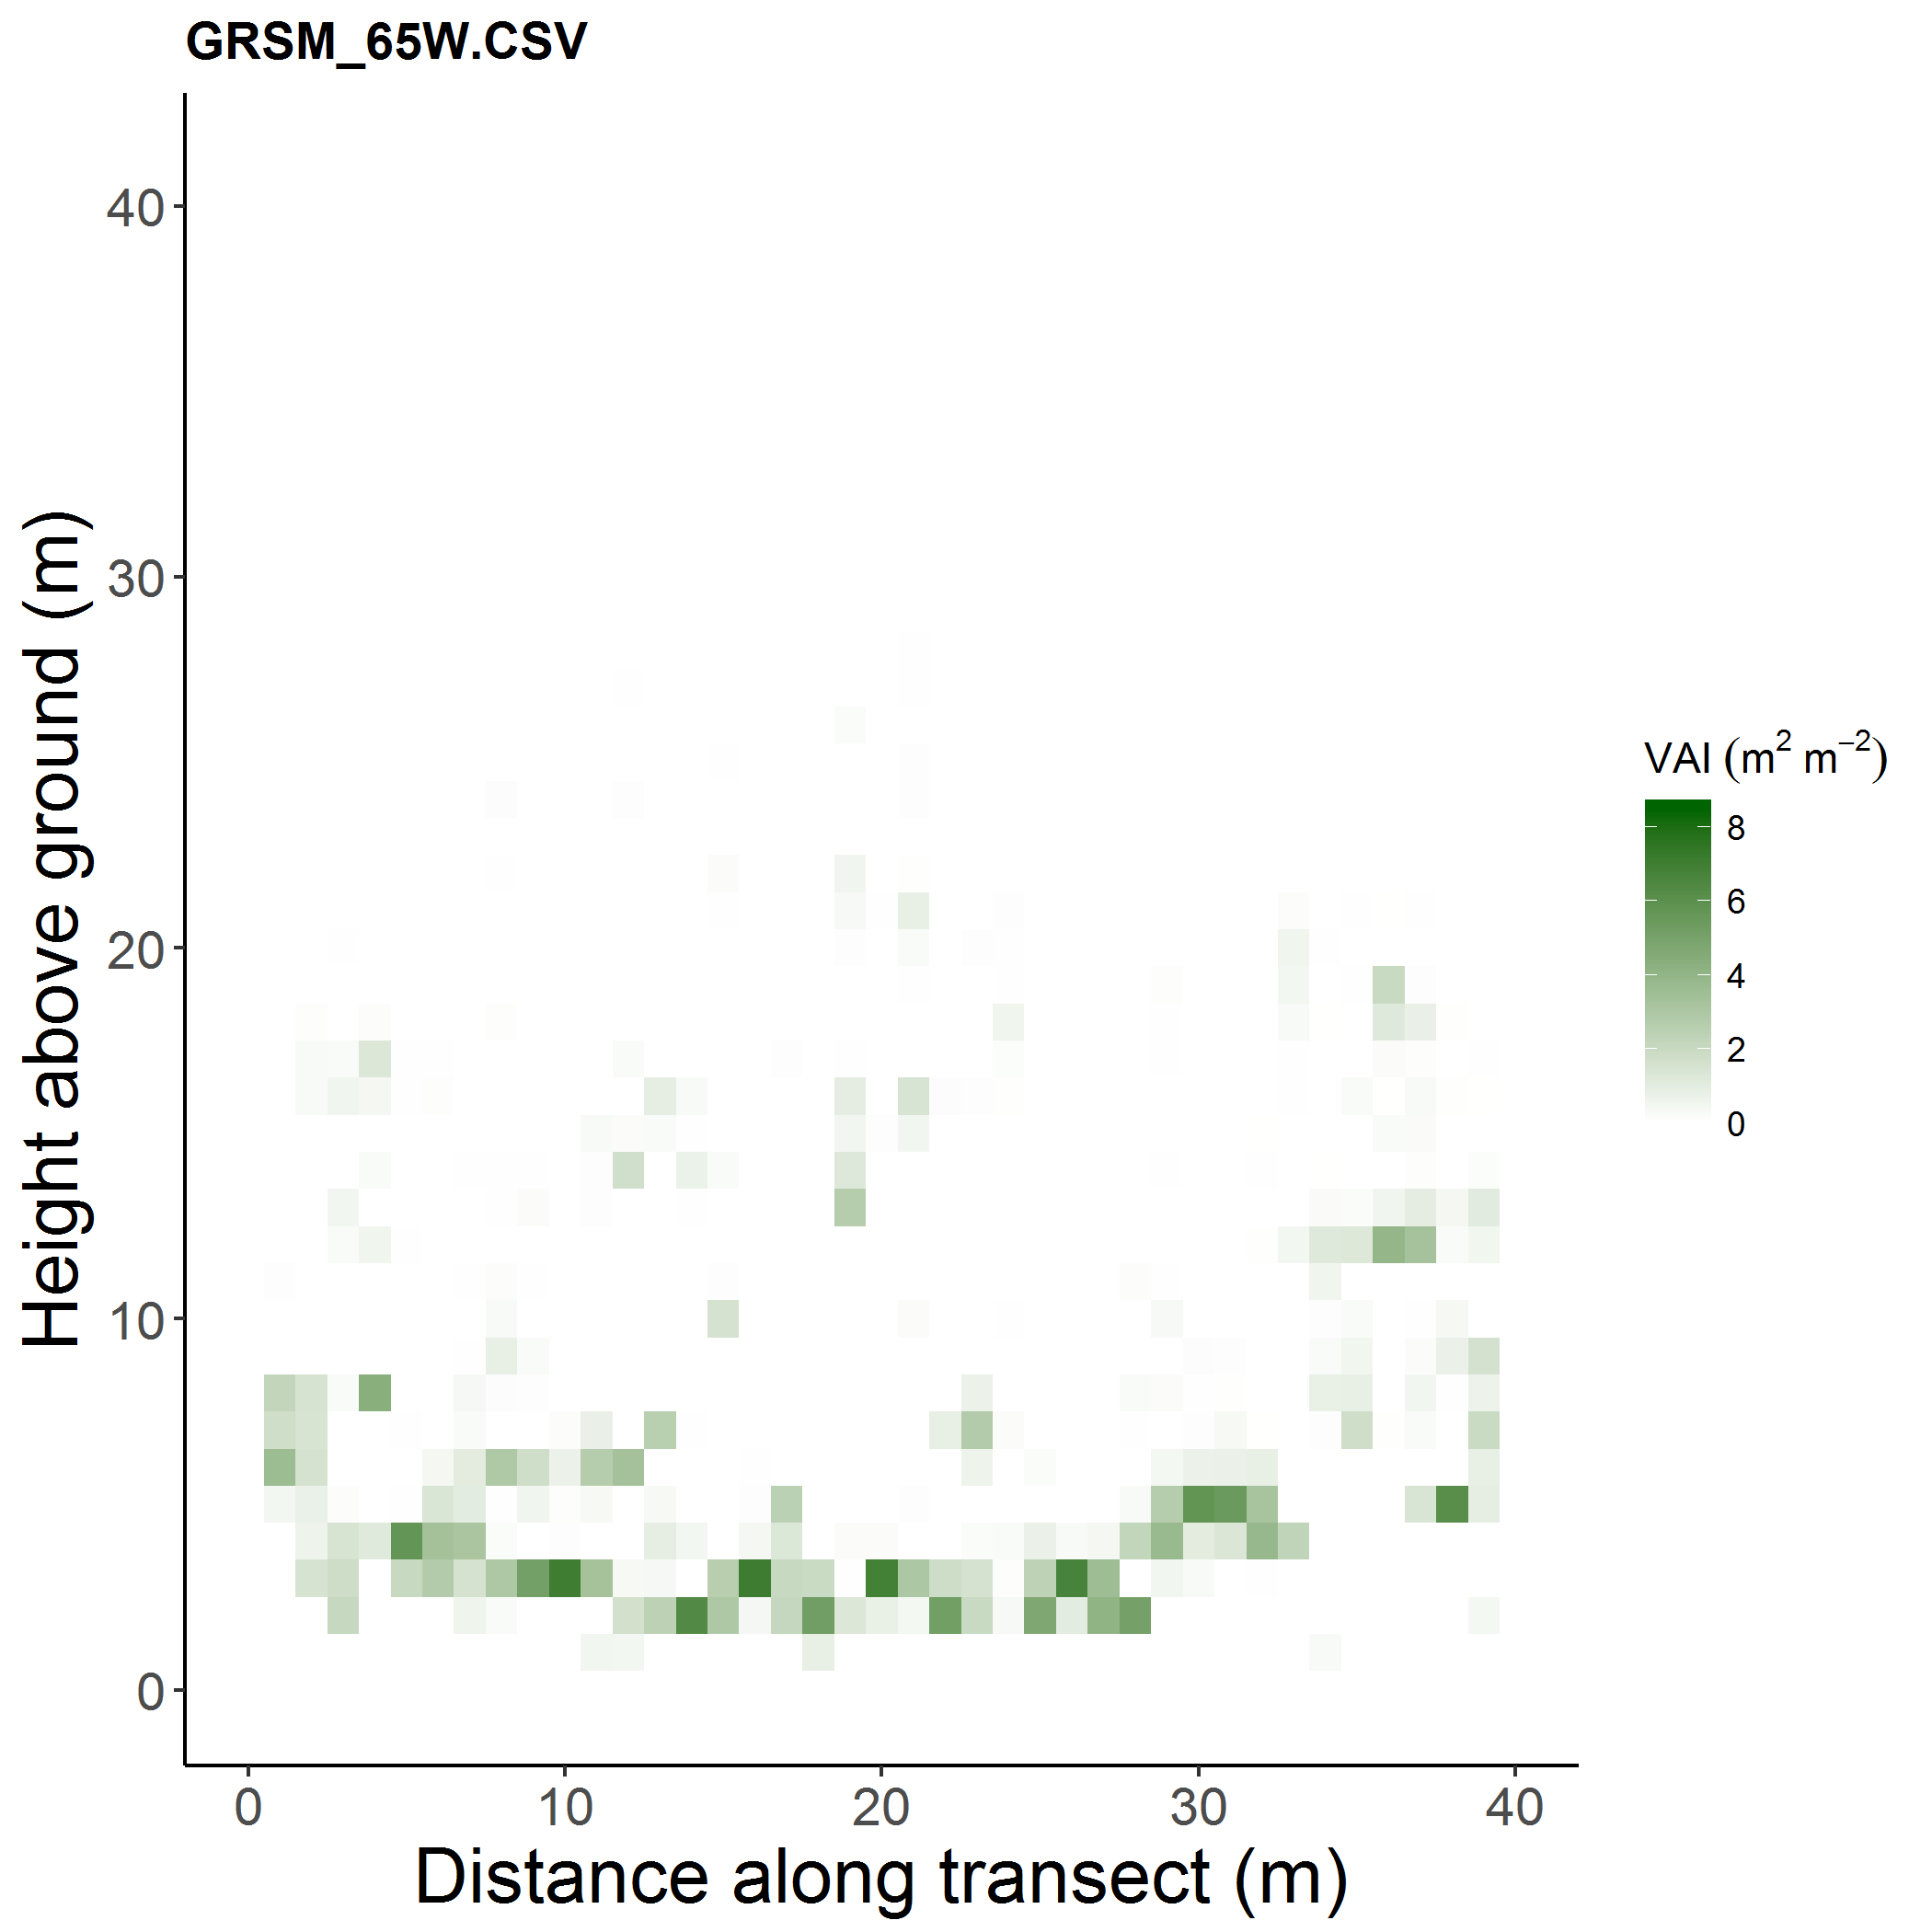 GRSM_65W.CSV
40
30
20
10
0
Height above ground (m)
0 10 20 30 40
Distance along transect (m)
VAI (m² m⁻²)
8
6
4
2
0